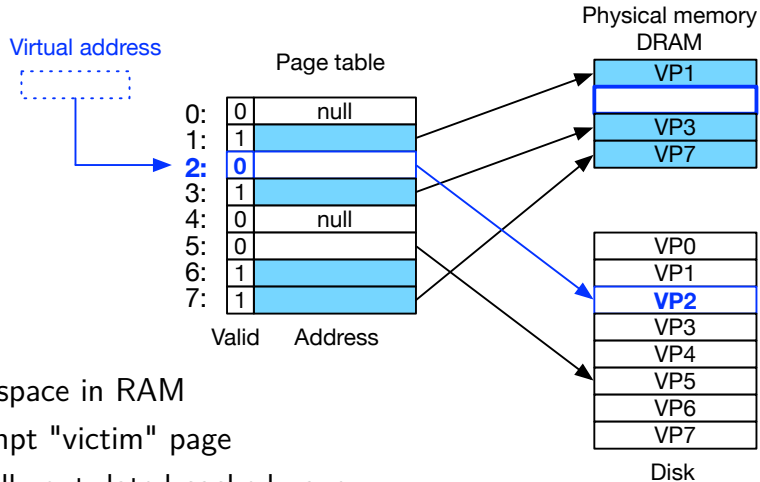 Virtual address
Page table
Physical memory
DRAM
0: 0 null
1: 1
2: 0
3: 1
4: 0 null
5: 0
6: 1
7: 1
Valid Address
VP1
VP3
VP7
VP0
VP1
VP2
VP3
VP4
VP5
VP6
VP7
Disk
space in RAM
"victim" page